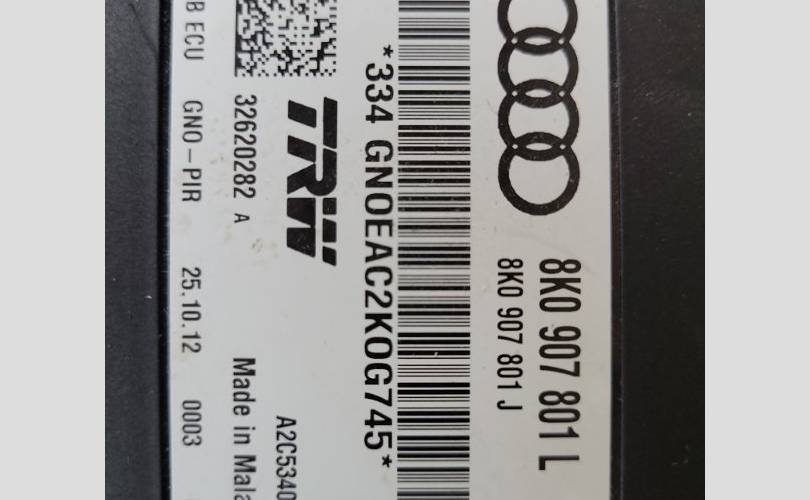 8K0 907 801 L
8K0 907 801 J
*334 GNOEAC2KOG745*
TRW
A2C5340
32620282 A
Made in Mala
B ECU GNO-PIR 25.10.12 0003